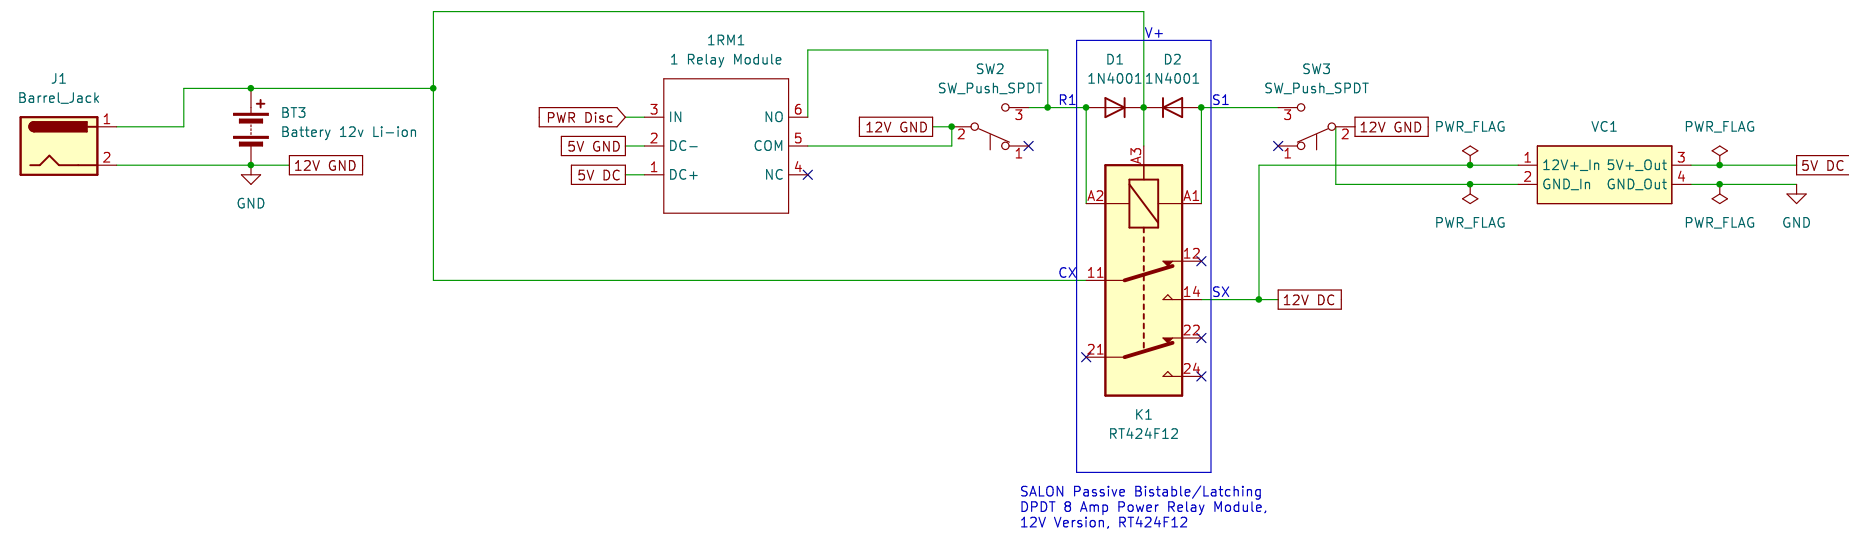 J1
Barrel_Jack
1
2
BT3
Battery 12v Li-ion
+
12V GND
GND
1RM1
1 Relay Module
PWR Disc
3
IN
NO
6
5V GND
2
DC-
COM
5
5V DC
1
DC+
NC
4
SW2
SW_Push_SPDT
3
12V GND
2
1
V+
D1
1N4001
D2
1N4001
R1
S1
A3
A2
A1
12
CX
11
14
SX
12V DC
22
21
24
K1
RT424F12
SALON Passive Bistable/Latching
DPDT 8 Amp Power Relay Module,
12V Version, RT424F12
SW3
SW_Push_SPDT
3
2
12V GND
1
PWR_FLAG
VC1
PWR_FLAG
1
12V+_In
5V+_Out
3
5V DC
2
GND_In
GND_Out
4
PWR_FLAG
PWR_FLAG
GND